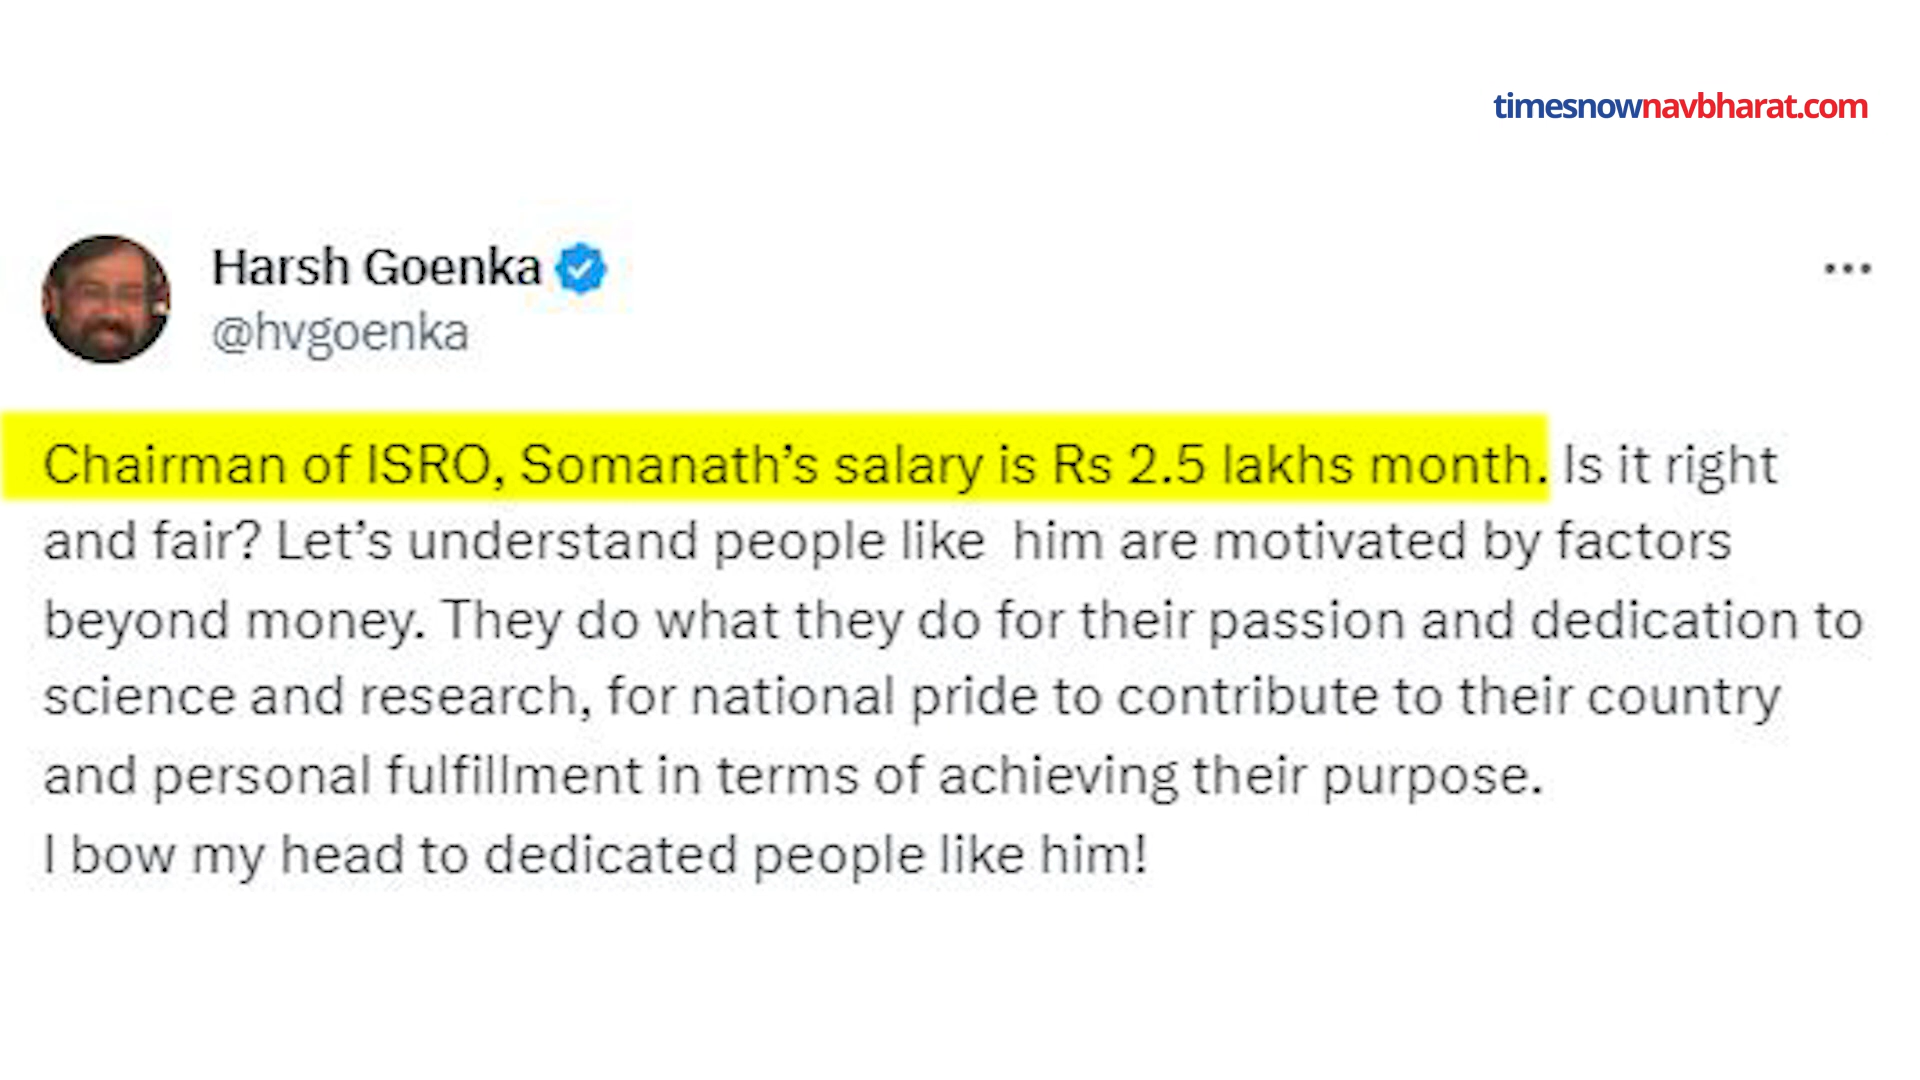 timesnownavbharat.com
Harsh Goenka
@hvgoenka
Chairman of ISRO, Somanath’s salary is Rs 2.5 lakhs month. Is it right
and fair? Let’s understand people like  him are motivated by factors
beyond money. They do what they do for their passion and dedication to
science and research, for national pride to contribute to their country
and personal fulfillment in terms of achieving their purpose.
I bow my head to dedicated people like him!